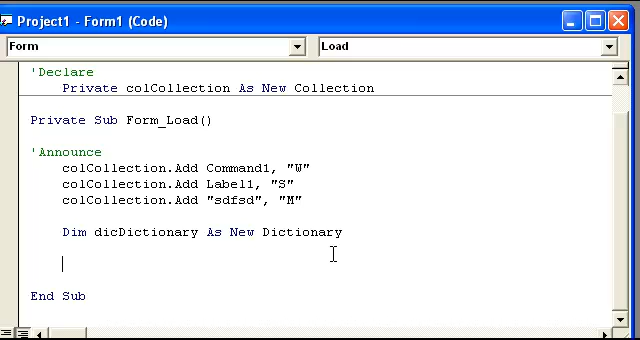 Project1 - Form1 (Code)
Form Load
'Declare
Private colCollection As New Collection
Private Sub Form_Load()
'Announce
colCollection.Add Command1, "W"
colCollection.Add Label1, "S"
colCollection.Add "sdfsd", "M"
Dim dicDictionary As New Dictionary
End Sub